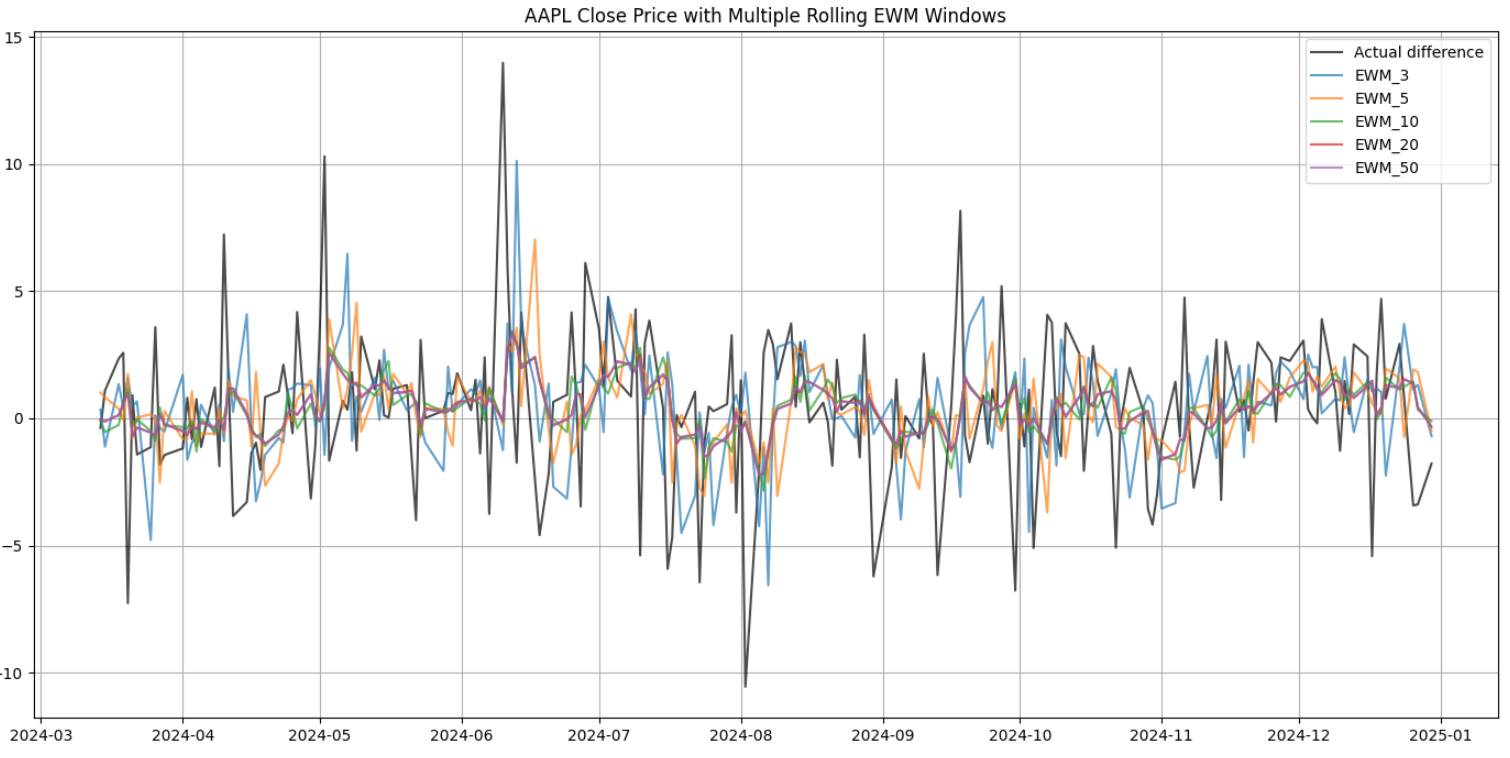 AAPL Close Price with Multiple Rolling EWM Windows
15
10
5
0
−5
−10
Actual difference
EWM_3
EWM_5
EWM_10
EWM_20
EWM_50
2024-03 2024-04 2024-05 2024-06 2024-07 2024-08 2024-09 2024-10 2024-11 2024-12 2025-01